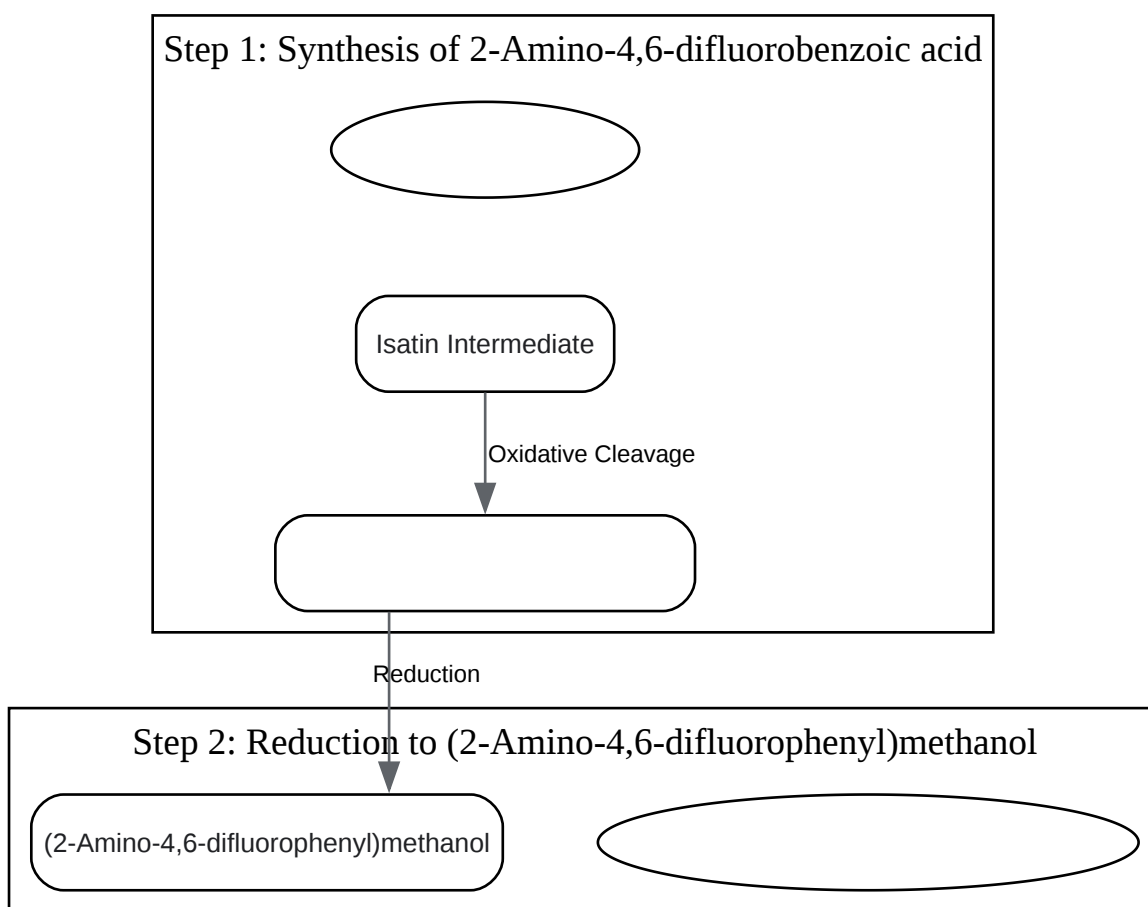 Step 1: Synthesis of 2-Amino-4,6-difluorobenzoic acid
Isatin Intermediate
Oxidative Cleavage
Reduction
Step 2: Reduction to (2-Amino-4,6-difluorophenyl)methanol
(2-Amino-4,6-difluorophenyl)methanol